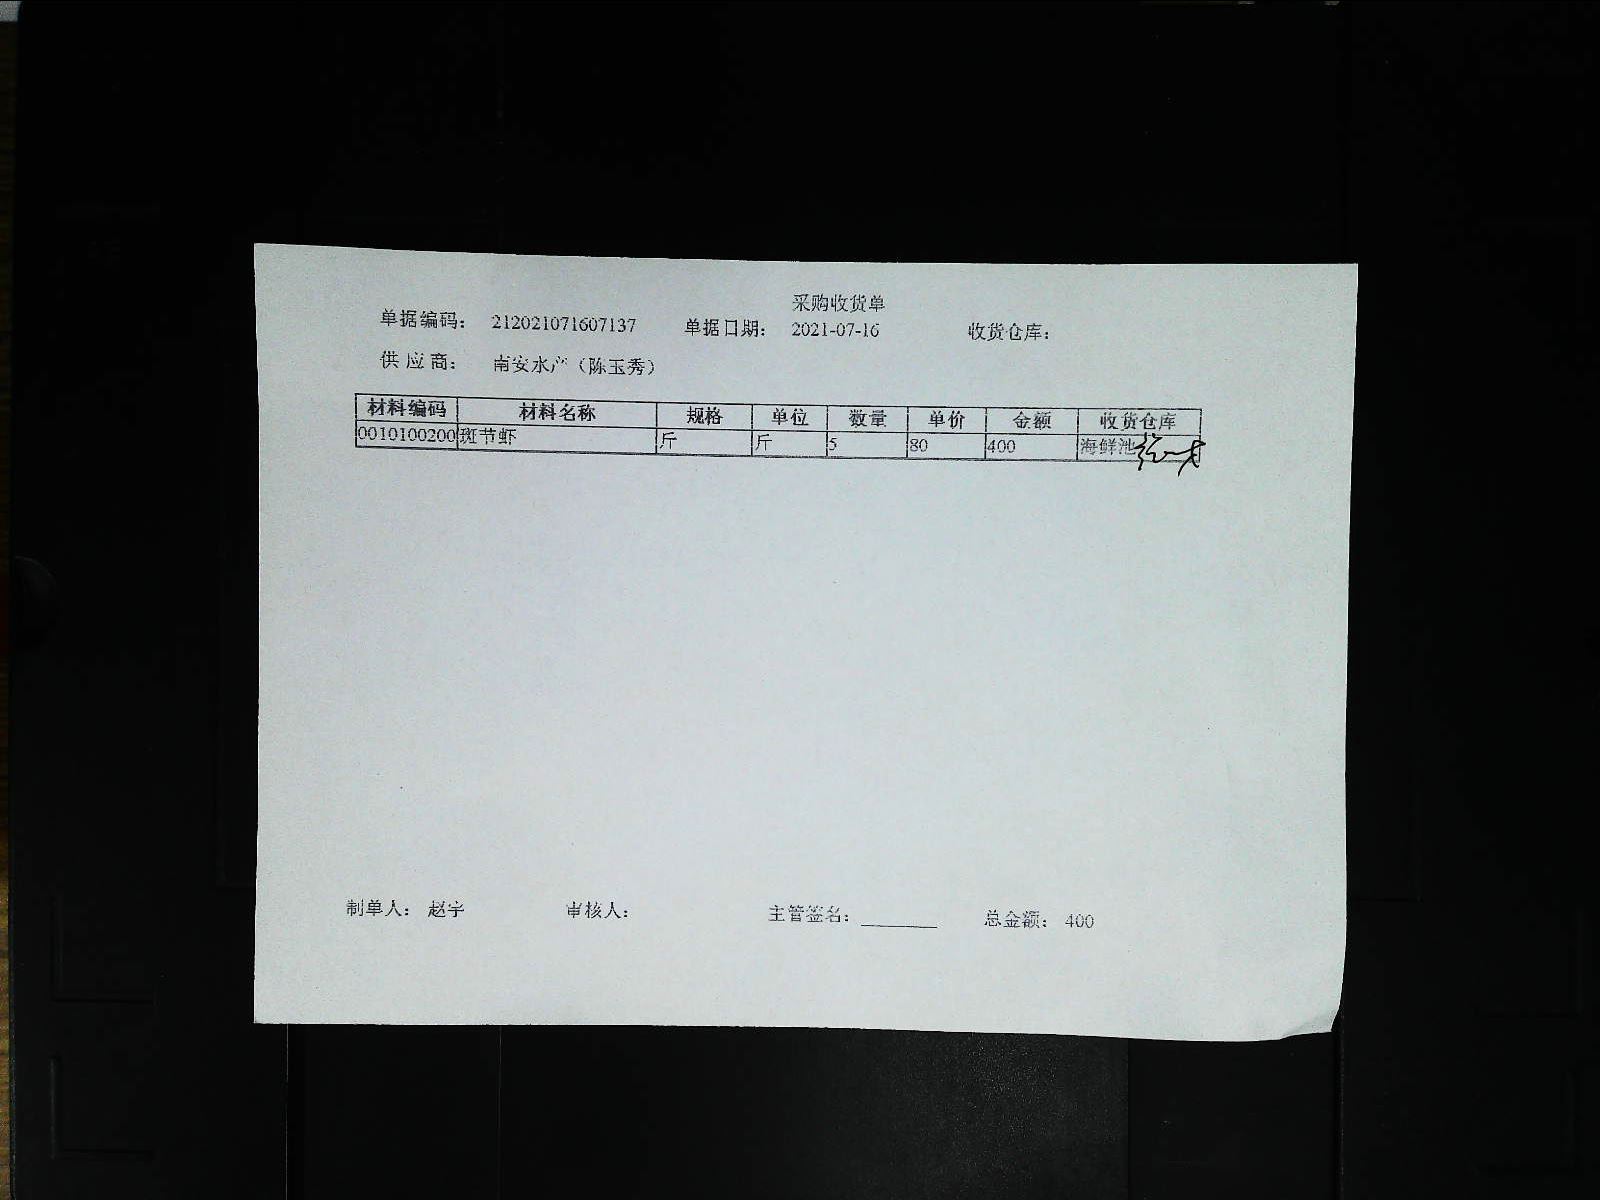 采购收货单
单据编码： 212021071607137 单据日期： 2021-07-16 收货仓库：
供应商： 南安水产（陈玉秀）
材料编码 材料名称 规格 单位 数量 单价 金额 收货仓库
0010100200 斑节虾 斤 斤 5 80 400 海鲜池
制单人： 赵宇 审核人： 主管签名：________ 总金额： 400